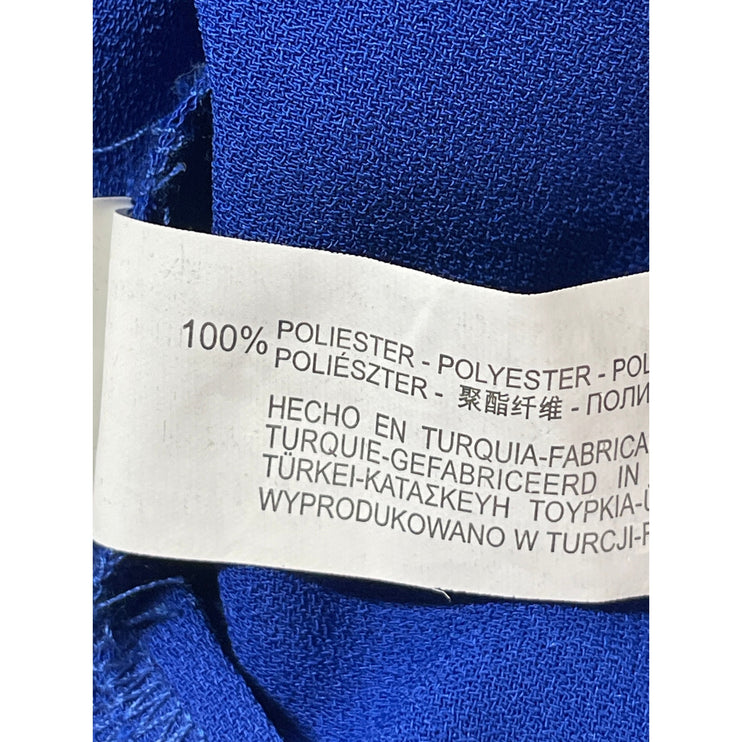 100% POLIESTER - POLYESTER - POL
POLIÉSZTER - 聚酯纤维 - ПОЛИ
HECHO EN TURQUIA-FABRICA
TURQUIE-GEFABRICEERD IN
TÜRKEI-ΚΑΤΑΣΚΕΥΗ ΤΟΥΡΚΙΑ-
WYPRODUKOWANO W TURCJI-